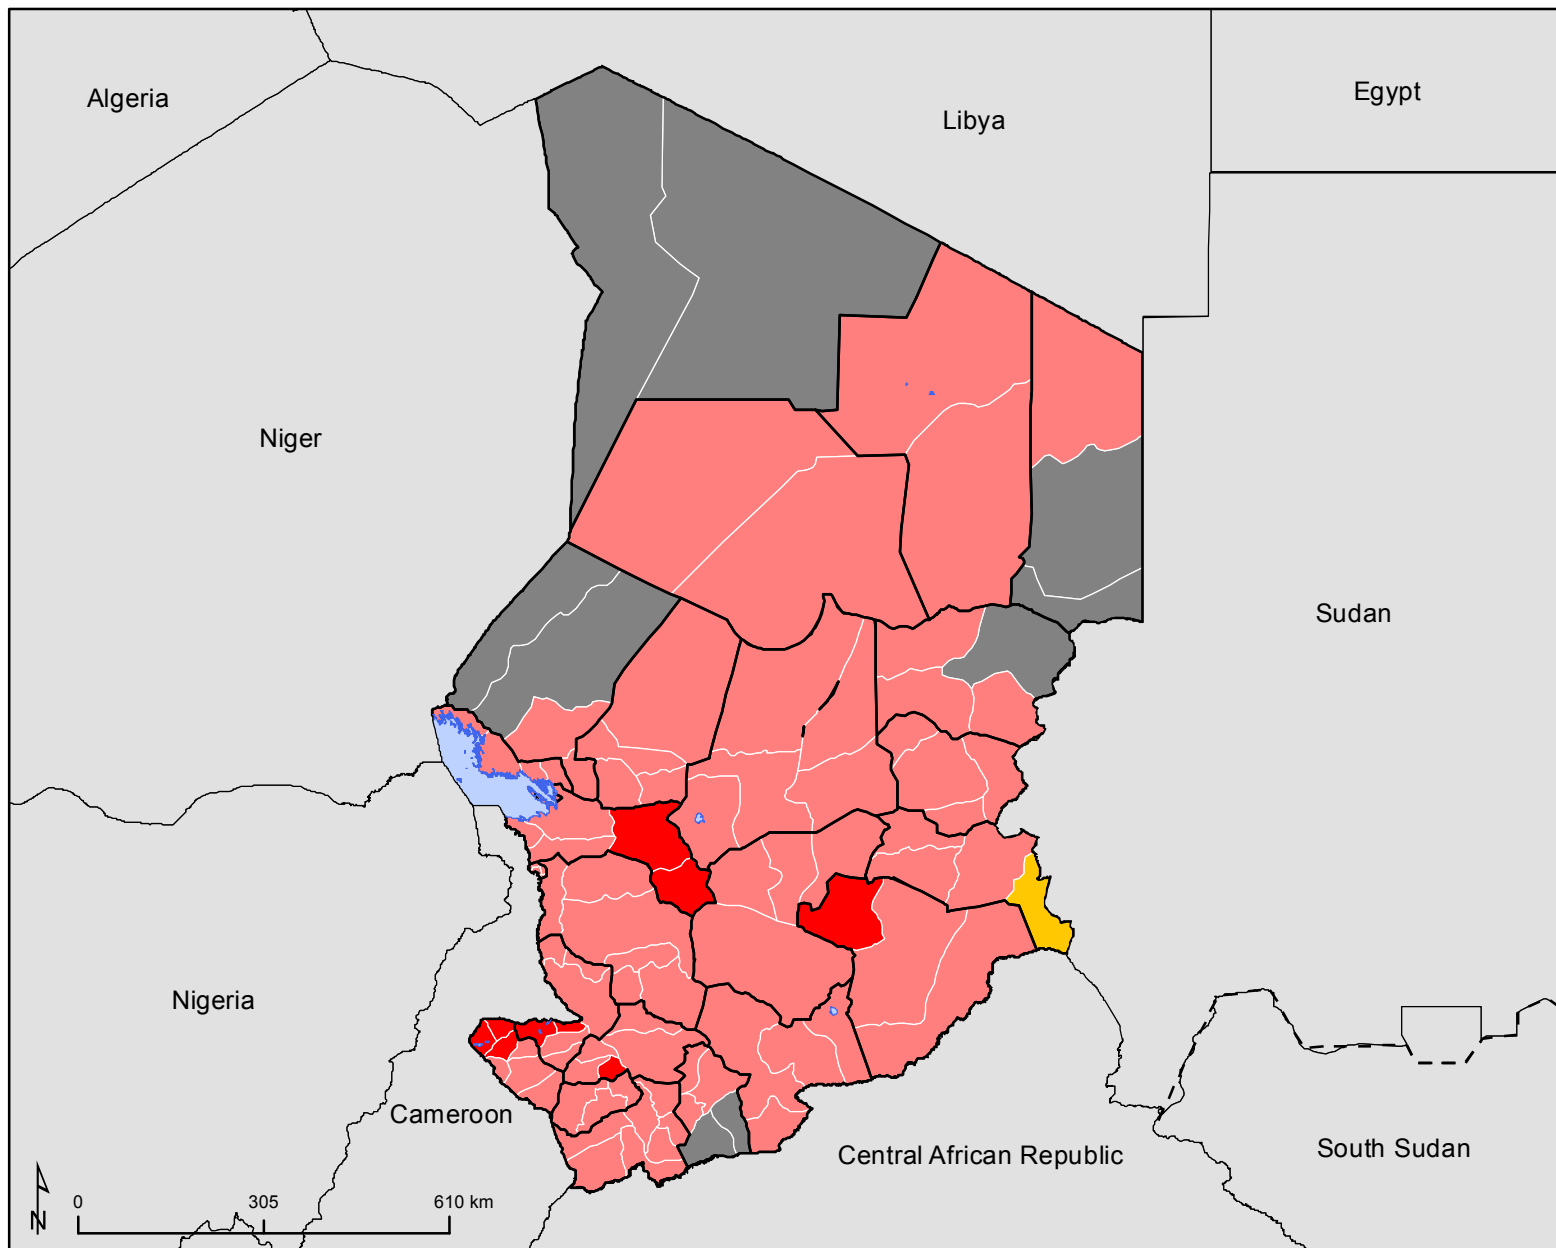 Algeria
Libya
Egypt
Niger
Sudan
Nigeria
Cameroon
Central African Republic
South Sudan
N
0 305 610 km